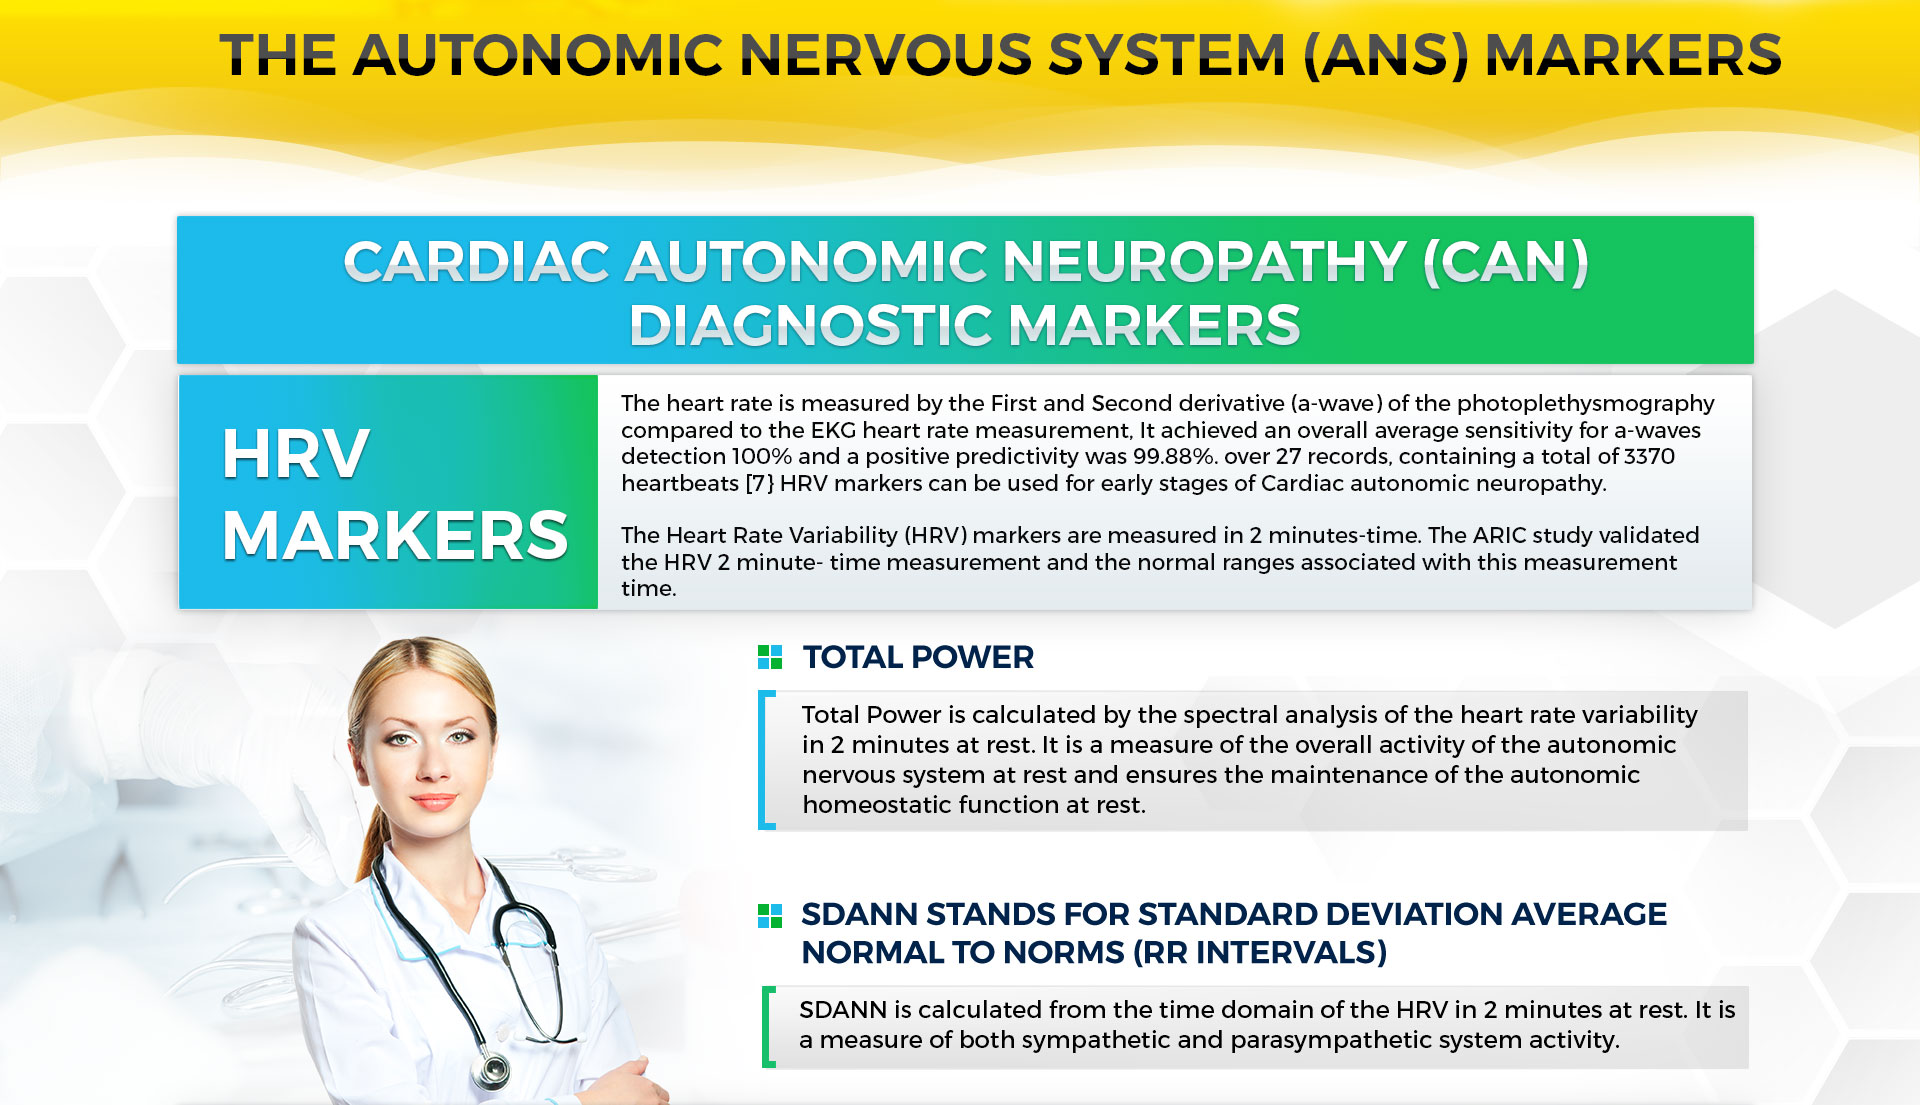 THE AUTONOMIC NERVOUS SYSTEM (ANS) MARKERS
CARDIAC AUTONOMIC NEUROPATHY (CAN)
DIAGNOSTIC MARKERS
HRV
MARKERS
The heart rate is measured by the First and Second derivative (a-wave) of the photoplethysmography
compared to the EKG heart rate measurement, It achieved an overall average sensitivity for a-waves
detection 100% and a positive predictivity was 99.88%. over 27 records, containing a total of 3370
heartbeats [7} HRV markers can be used for early stages of Cardiac autonomic neuropathy.
The Heart Rate Variability (HRV) markers are measured in 2 minutes-time. The ARIC study validated
the HRV 2 minute- time measurement and the normal ranges associated with this measurement
time.
TOTAL POWER
Total Power is calculated by the spectral analysis of the heart rate variability
in 2 minutes at rest. It is a measure of the overall activity of the autonomic
nervous system at rest and ensures the maintenance of the autonomic
homeostatic function at rest.
SDANN STANDS FOR STANDARD DEVIATION AVERAGE
NORMAL TO NORMS (RR INTERVALS)
SDANN is calculated from the time domain of the HRV in 2 minutes at rest. It is
a measure of both sympathetic and parasympathetic system activity.